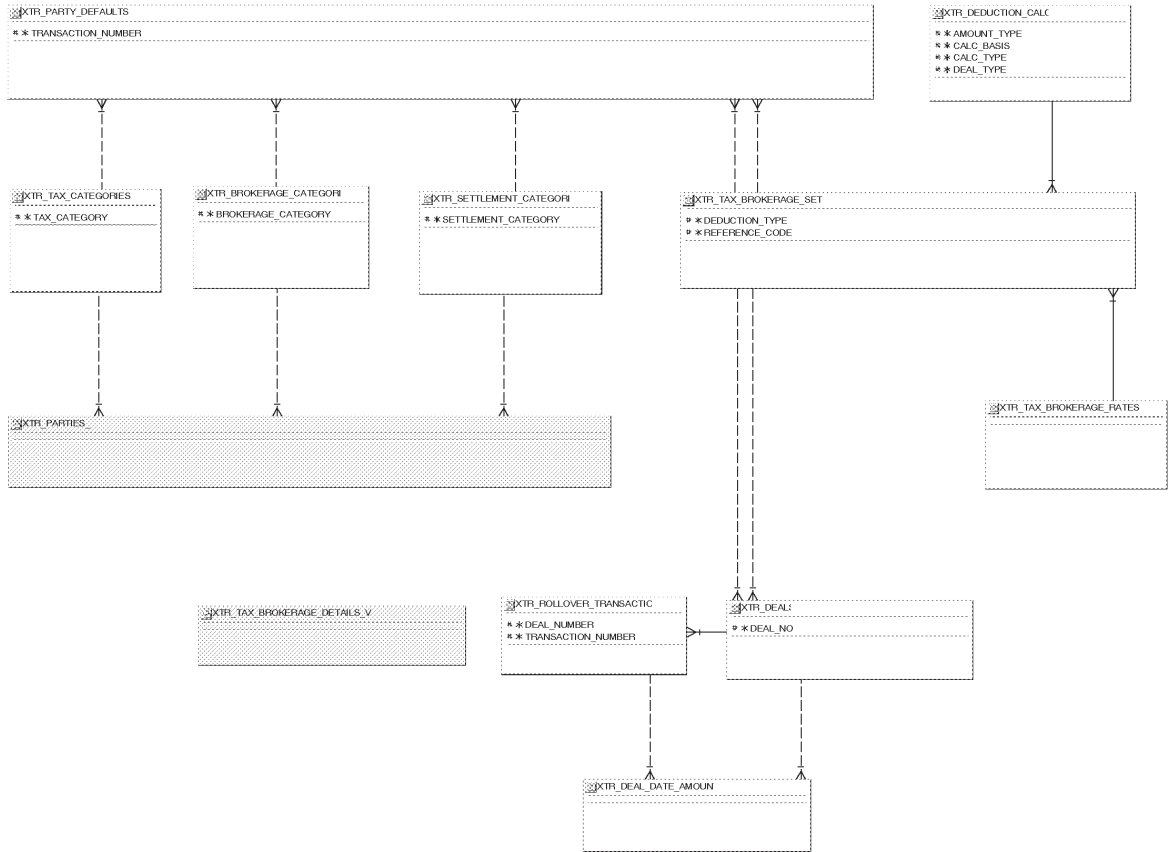 XTR_PARTY_DEFAULTS
# * TRANSACTION_NUMBER
XTR_DEDUCTION_CALC
# * AMOUNT_TYPE
# * CALC_BASIS
# * CALC_TYPE
# * DEAL_TYPE
XTR_TAX_CATEGORIES
# * TAX_CATEGORY
XTR_BROKERAGE_CATEGORI
# * BROKERAGE_CATEGORY
XTR_SETTLEMENT_CATEGORI
# * SETTLEMENT_CATEGORY
XTR_TAX_BROKERAGE_SET
# * DEDUCTION_TYPE
# * REFERENCE_CODE
XTR_PARTIES_
XTR_TAX_BROKERAGE_RATES
XTR_TAX_BROKERAGE_DETAILS_V
XTR_ROLLOVER_TRANSACTIC
# * DEAL_NUMBER
# * TRANSACTION_NUMBER
XTR_DEALS
# * DEAL_NO
XTR_DEAL_DATE_AMOUN